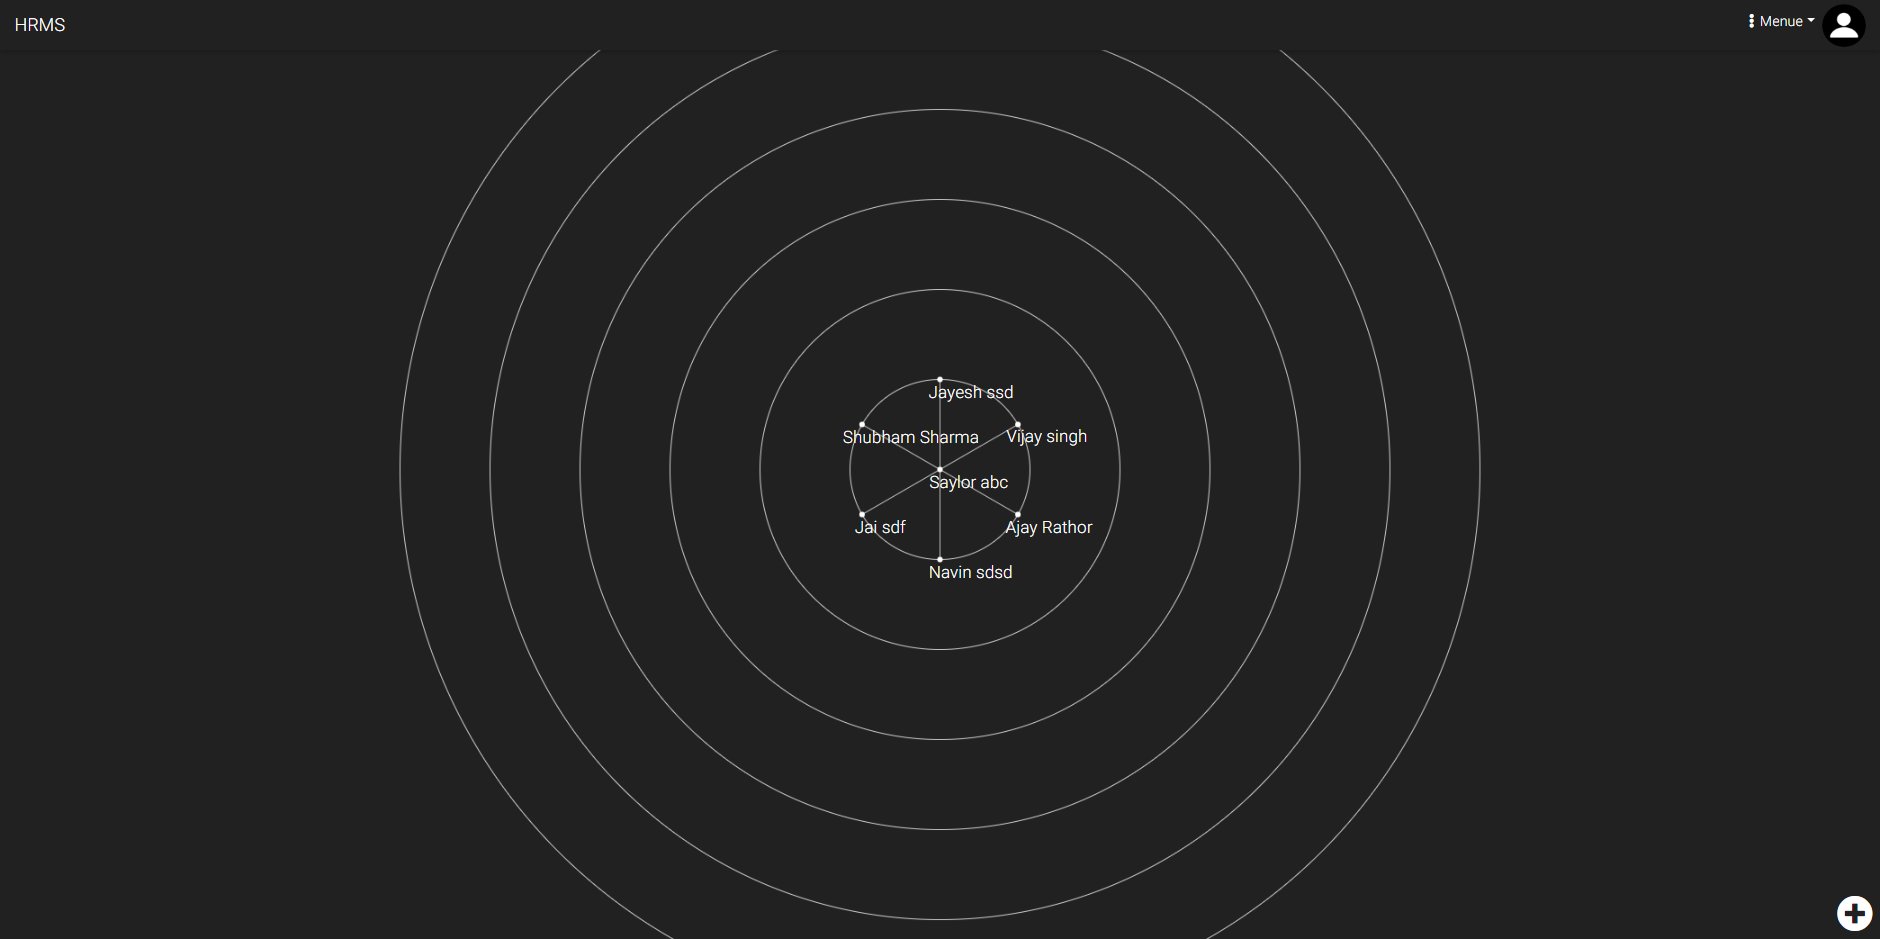 HRMS
Menue
Jayesh ssd
Shubham Sharma
Vijay singh
Saylor abc
Jai sdf
Ajay Rathor
Navin sdsd